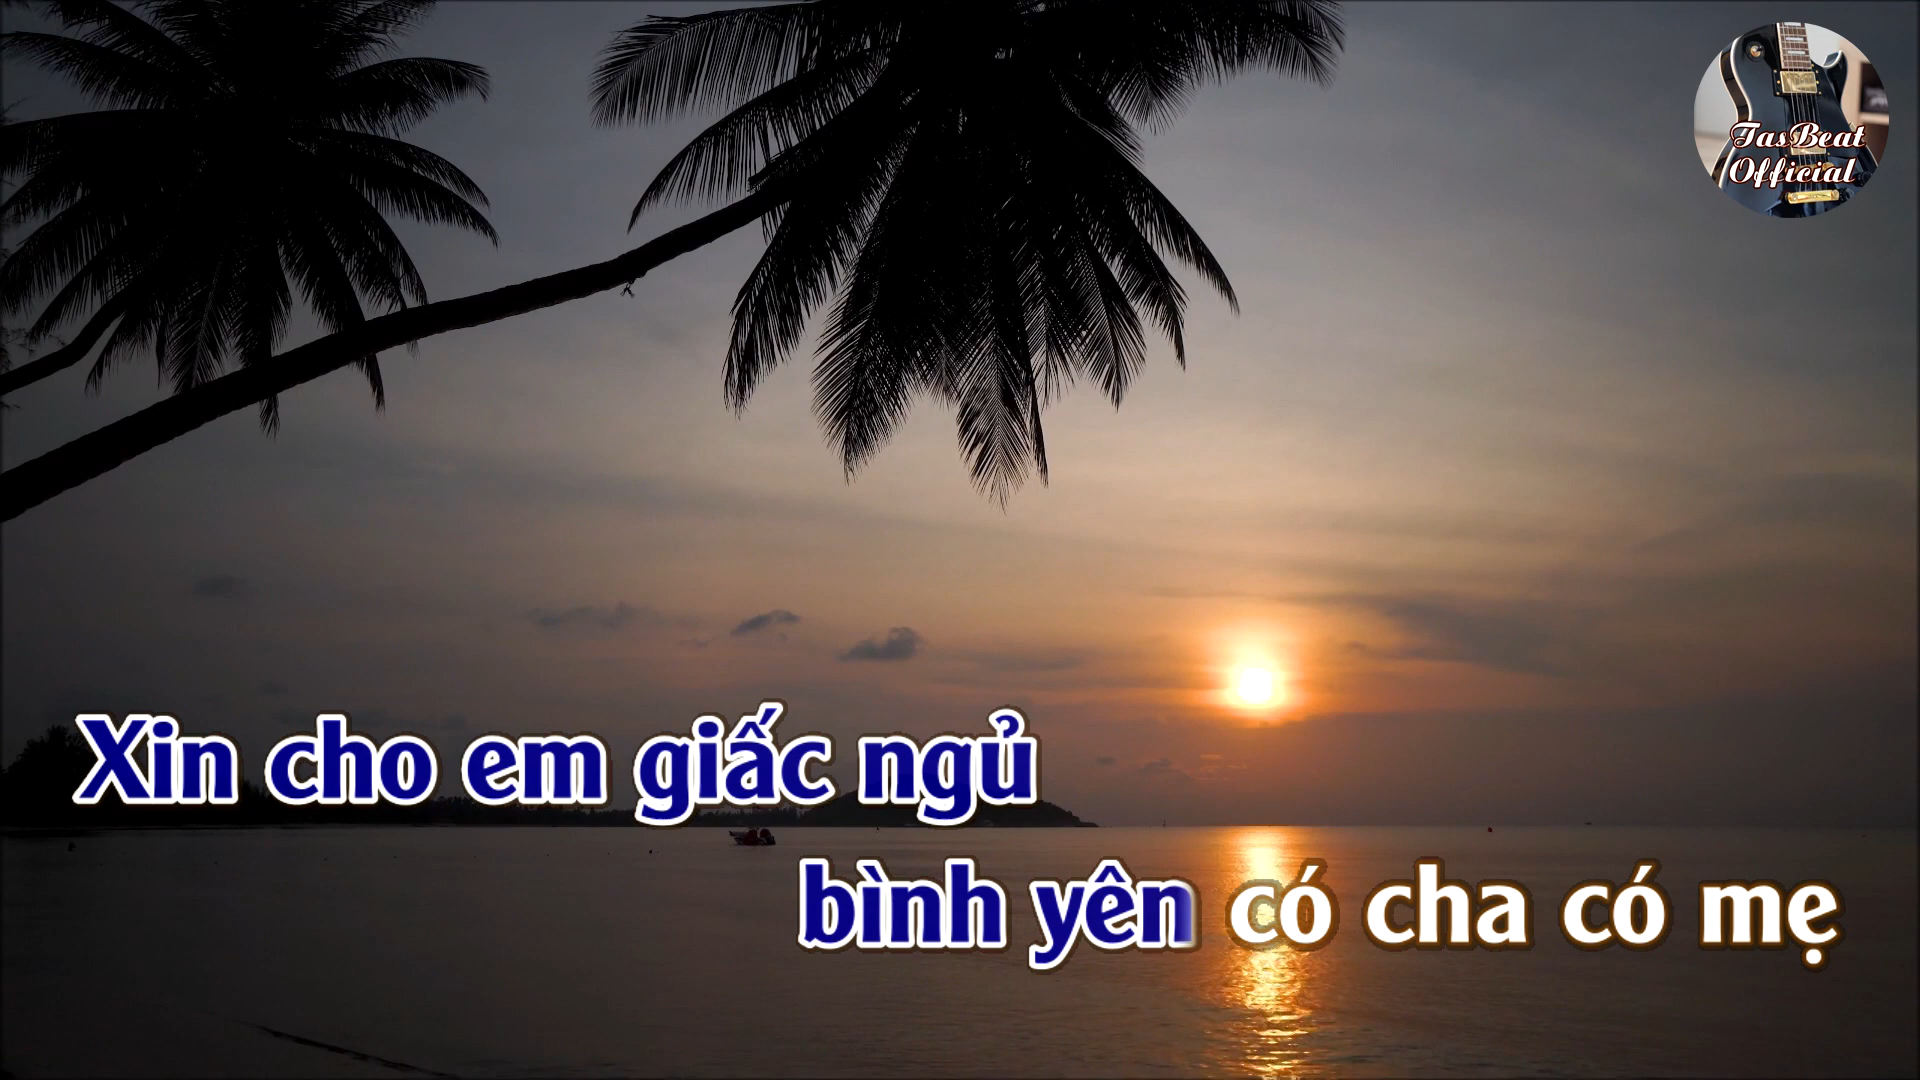 TasBeat
Official
Xin cho em giấc ngủ
bình yên có cha có mẹ